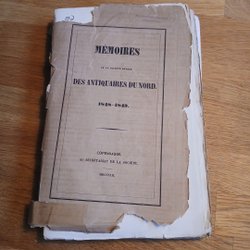 MÉMOIRES
DE LA SOCIÉTÉ ROYALE
DES ANTIQUAIRES DU NORD.
1848-1849.
COPENHAGUE.
AU SECRÉTARIAT DE LA SOCIÉTÉ.